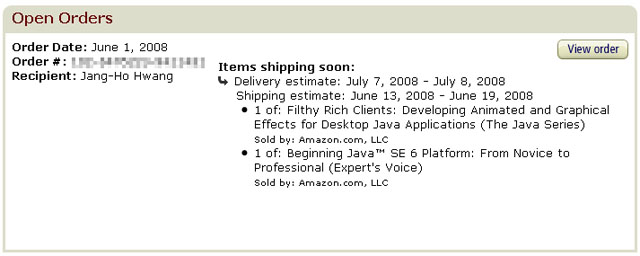 Open Orders
Order Date: June 1, 2008
View order
Order #:
Recipient: Jang-Ho Hwang
Items shipping soon:
Delivery estimate: July 7, 2008 - July 8, 2008
Shipping estimate: June 13, 2008 - June 19, 2008
• 1 of: Filthy Rich Clients: Developing Animated and Graphical
Effects for Desktop Java Applications (The Java Series)
Sold by: Amazon.com, LLC
• 1 of: Beginning Java™ SE 6 Platform: From Novice to
Professional (Expert's Voice)
Sold by: Amazon.com, LLC